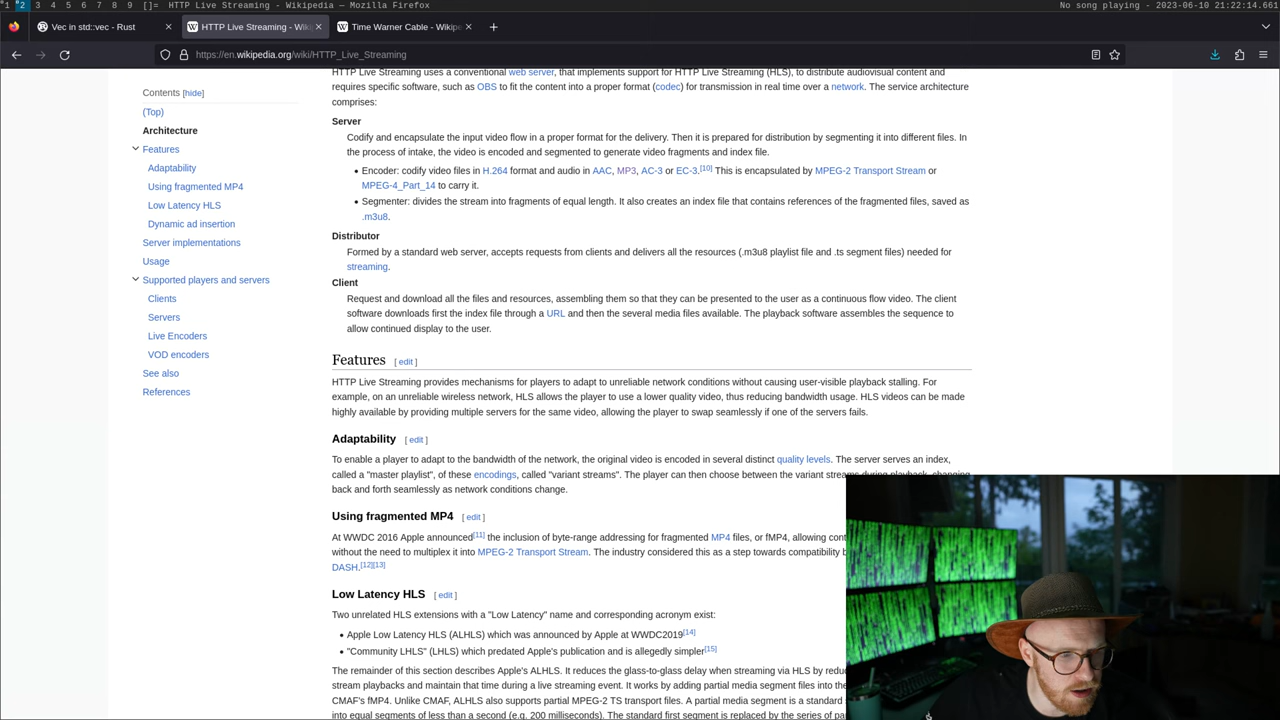 *1 *2 3 4 5 6 7 8 9 []= HTTP Live Streaming - Wikipedia — Mozilla Firefox No song playing - 2023-06-10 21:22:14.661
Vec in std::vec - Rust HTTP Live Streaming - Wiki Time Warner Cable - Wikipe
https://en.wikipedia.org/wiki/HTTP_Live_Streaming
Contents [hide]
(Top)
Architecture
Features
Adaptability
Using fragmented MP4
Low Latency HLS
Dynamic ad insertion
Server implementations
Usage
Supported players and servers
Clients
Servers
Live Encoders
VOD encoders
See also
References
HTTP Live Streaming uses a conventional web server, that implements support for HTTP Live Streaming (HLS), to distribute audiovisual content and
requires specific software, such as OBS to fit the content into a proper format (codec) for transmission in real time over a network. The service architecture
comprises:
Server
Codify and encapsulate the input video flow in a proper format for the delivery. Then it is prepared for distribution by segmenting it into different files. In
the process of intake, the video is encoded and segmented to generate video fragments and index file.
• Encoder: codify video files in H.264 format and audio in AAC, MP3, AC-3 or EC-3.[10] This is encapsulated by MPEG-2 Transport Stream or
MPEG-4_Part_14 to carry it.
• Segmenter: divides the stream into fragments of equal length. It also creates an index file that contains references of the fragmented files, saved as
.m3u8.
Distributor
Formed by a standard web server, accepts requests from clients and delivers all the resources (.m3u8 playlist file and .ts segment files) needed for
streaming.
Client
Request and download all the files and resources, assembling them so that they can be presented to the user as a continuous flow video. The client
software downloads first the index file through a URL and then the several media files available. The playback software assembles the sequence to
allow continued display to the user.
Features [ edit ]
HTTP Live Streaming provides mechanisms for players to adapt to unreliable network conditions without causing user-visible playback stalling. For
example, on an unreliable wireless network, HLS allows the player to use a lower quality video, thus reducing bandwidth usage. HLS videos can be made
highly available by providing multiple servers for the same video, allowing the player to swap seamlessly if one of the servers fails.
Adaptability [ edit ]
To enable a player to adapt to the bandwidth of the network, the original video is encoded in several distinct quality levels. The server serves an index,
called a "master playlist", of these encodings, called "variant streams". The player can then choose between the variant streams during playback, changing
back and forth seamlessly as network conditions change.
Using fragmented MP4 [ edit ]
At WWDC 2016 Apple announced[11] the inclusion of byte-range addressing for fragmented MP4 files, or fMP4, allowing
without the need to multiplex it into MPEG-2 Transport Stream. The industry considered this as a step towards compatibility
DASH.[12][13]
Low Latency HLS [ edit ]
Two unrelated HLS extensions with a "Low Latency" name and corresponding acronym exist:
• Apple Low Latency HLS (ALHLS) which was announced by Apple at WWDC2019[14]
• "Community LHLS" (LHLS) which predated Apple's publication and is allegedly simpler[15]
The remainder of this section describes Apple's ALHLS. It reduces the glass-to-glass delay when streaming via HLS by
stream playbacks and maintain that time during a live streaming event. It works by adding partial media segment files into the
CMAF's fMP4. Unlike CMAF, ALHLS also supports partial MPEG-2 TS transport files. A partial media segment is a standard
into equal segments of less than a second (e.g. 200 milliseconds). The standard first segment is replaced by the series of